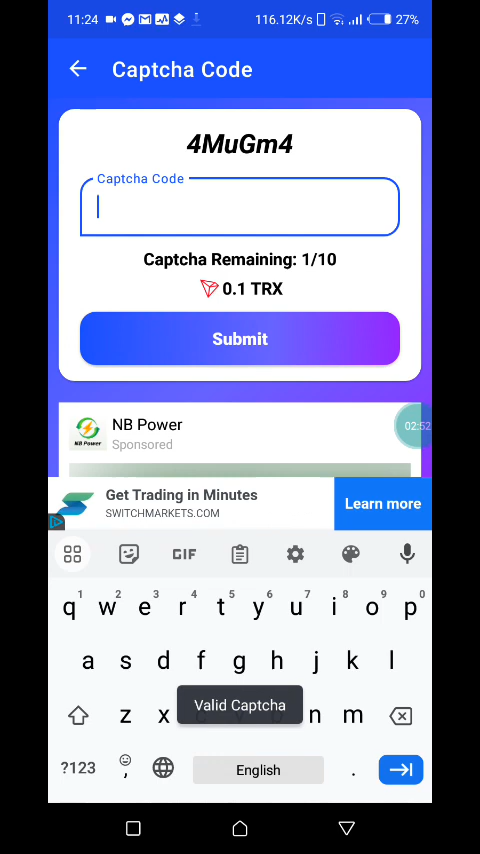 11:24 116.12K/s 27%
Captcha Code
4MuGm4
Captcha Code
Captcha Remaining: 1/10
0.1 TRX
Submit
NB Power
NB Power
Sponsored
02:52
Get Trading in Minutes
SWITCHMARKETS.COM
Learn more
GIF
1 2 3 4 5 6 7 8 9 0
q w e r t y u i o p
a s d f g h j k l
z x n m
Valid Captcha
?123 , English .